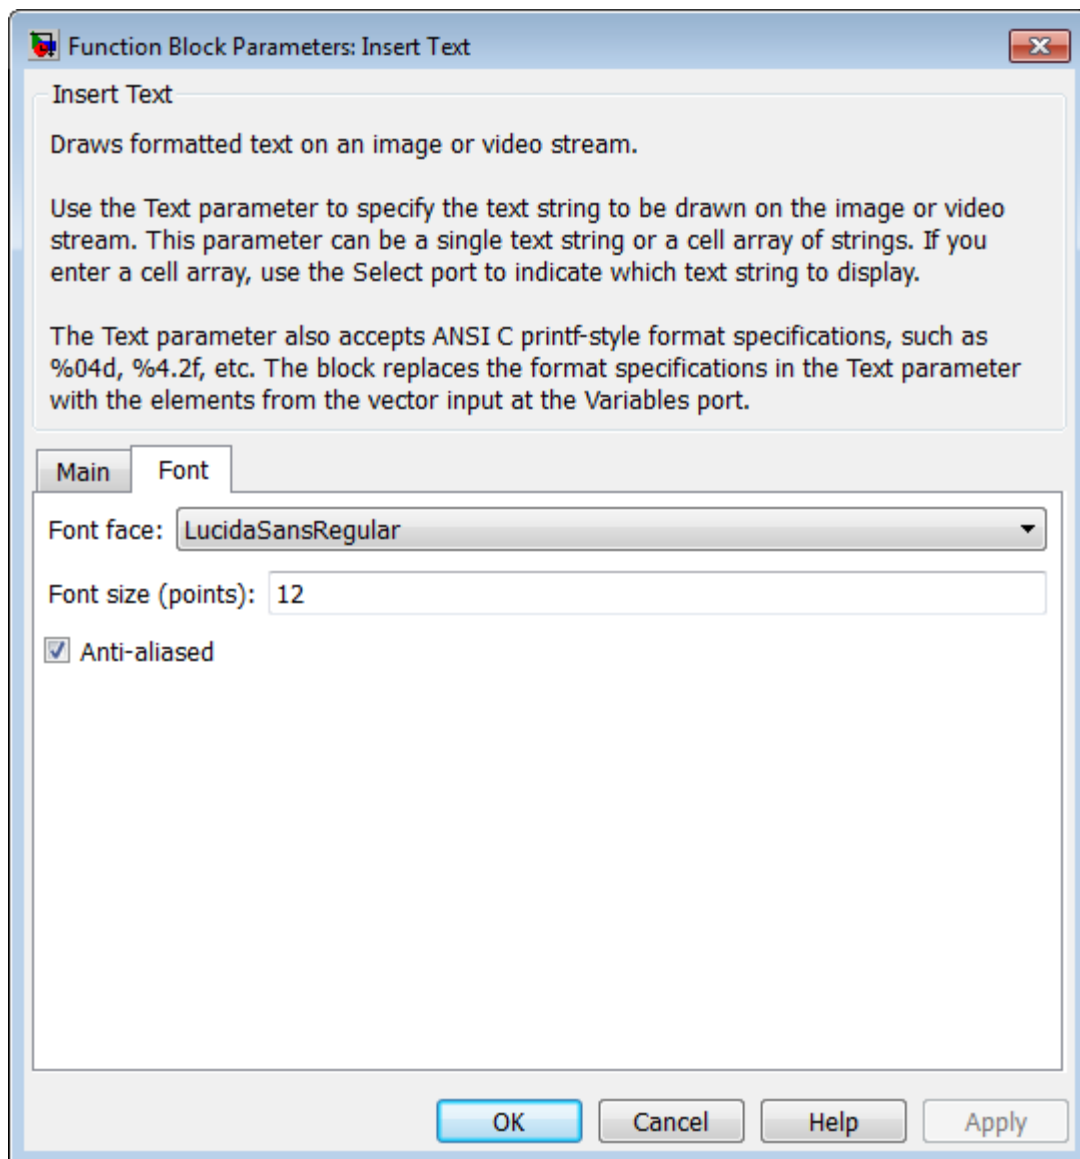 Function Block Parameters: Insert Text
Insert Text
Draws formatted text on an image or video stream.
Use the Text parameter to specify the text string to be drawn on the image or video
stream. This parameter can be a single text string or a cell array of strings. If you
enter a cell array, use the Select port to indicate which text string to display.
The Text parameter also accepts ANSI C printf-style format specifications, such as
%04d, %4.2f, etc. The block replaces the format specifications in the Text parameter
with the elements from the vector input at the Variables port.
Main Font
Font face: LucidaSansRegular
Font size (points): 12
Anti-aliased
OK Cancel Help Apply